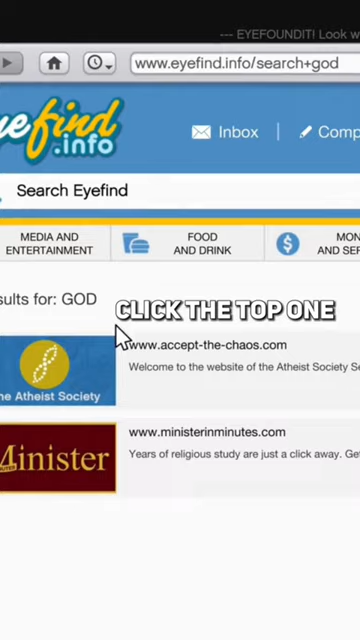 --- EYEFOUNDIT! Look w
www.eyefind.info/search+god
eyefind
.info
Inbox
Comp
Search Eyefind
MEDIA AND
ENTERTAINMENT
FOOD
AND DRINK
MON
AND SER
sults for: GOD
CLICK THE TOP ONE
www.accept-the-chaos.com
Welcome to the website of the Atheist Society Se
he Atheist Society
www.ministerinminutes.com
Minister
Years of religious study are just a click away. Get